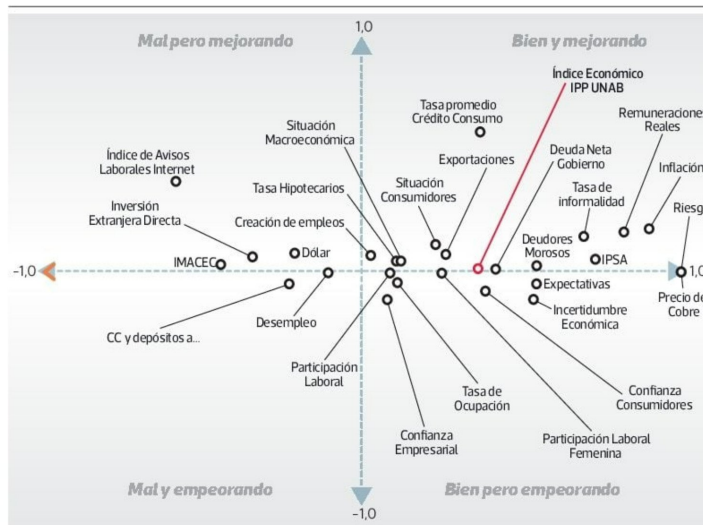 1,0
Mal pero mejorando
Bien y mejorando
Índice Económico
IPP UNAB
Tasa promedio
Crédito Consumo
Remuneraciones
Reales
Situación
Macroeconómica
Exportaciones
Deuda Neta
Gobierno
Índice de Avisos
Laborales Internet
Inflación
Tasa Hipotecarios
Situación
Consumidores
Tasa de
informalidad
Inversión
Extranjera Directa
Riesg
Creación de empleos
Deudores
Morosos
IMACEC
Dólar
IPSA
-1,0
1,0
Expectativas
Precio de
Cobre
Incertidumbre
Económica
Desempleo
CC y depósitos a...
Participación
Laboral
Tasa de
Ocupación
Confianza
Consumidores
Confianza
Empresarial
Participación Laboral
Femenina
Mal y empeorando
Bien pero empeorando
-1,0